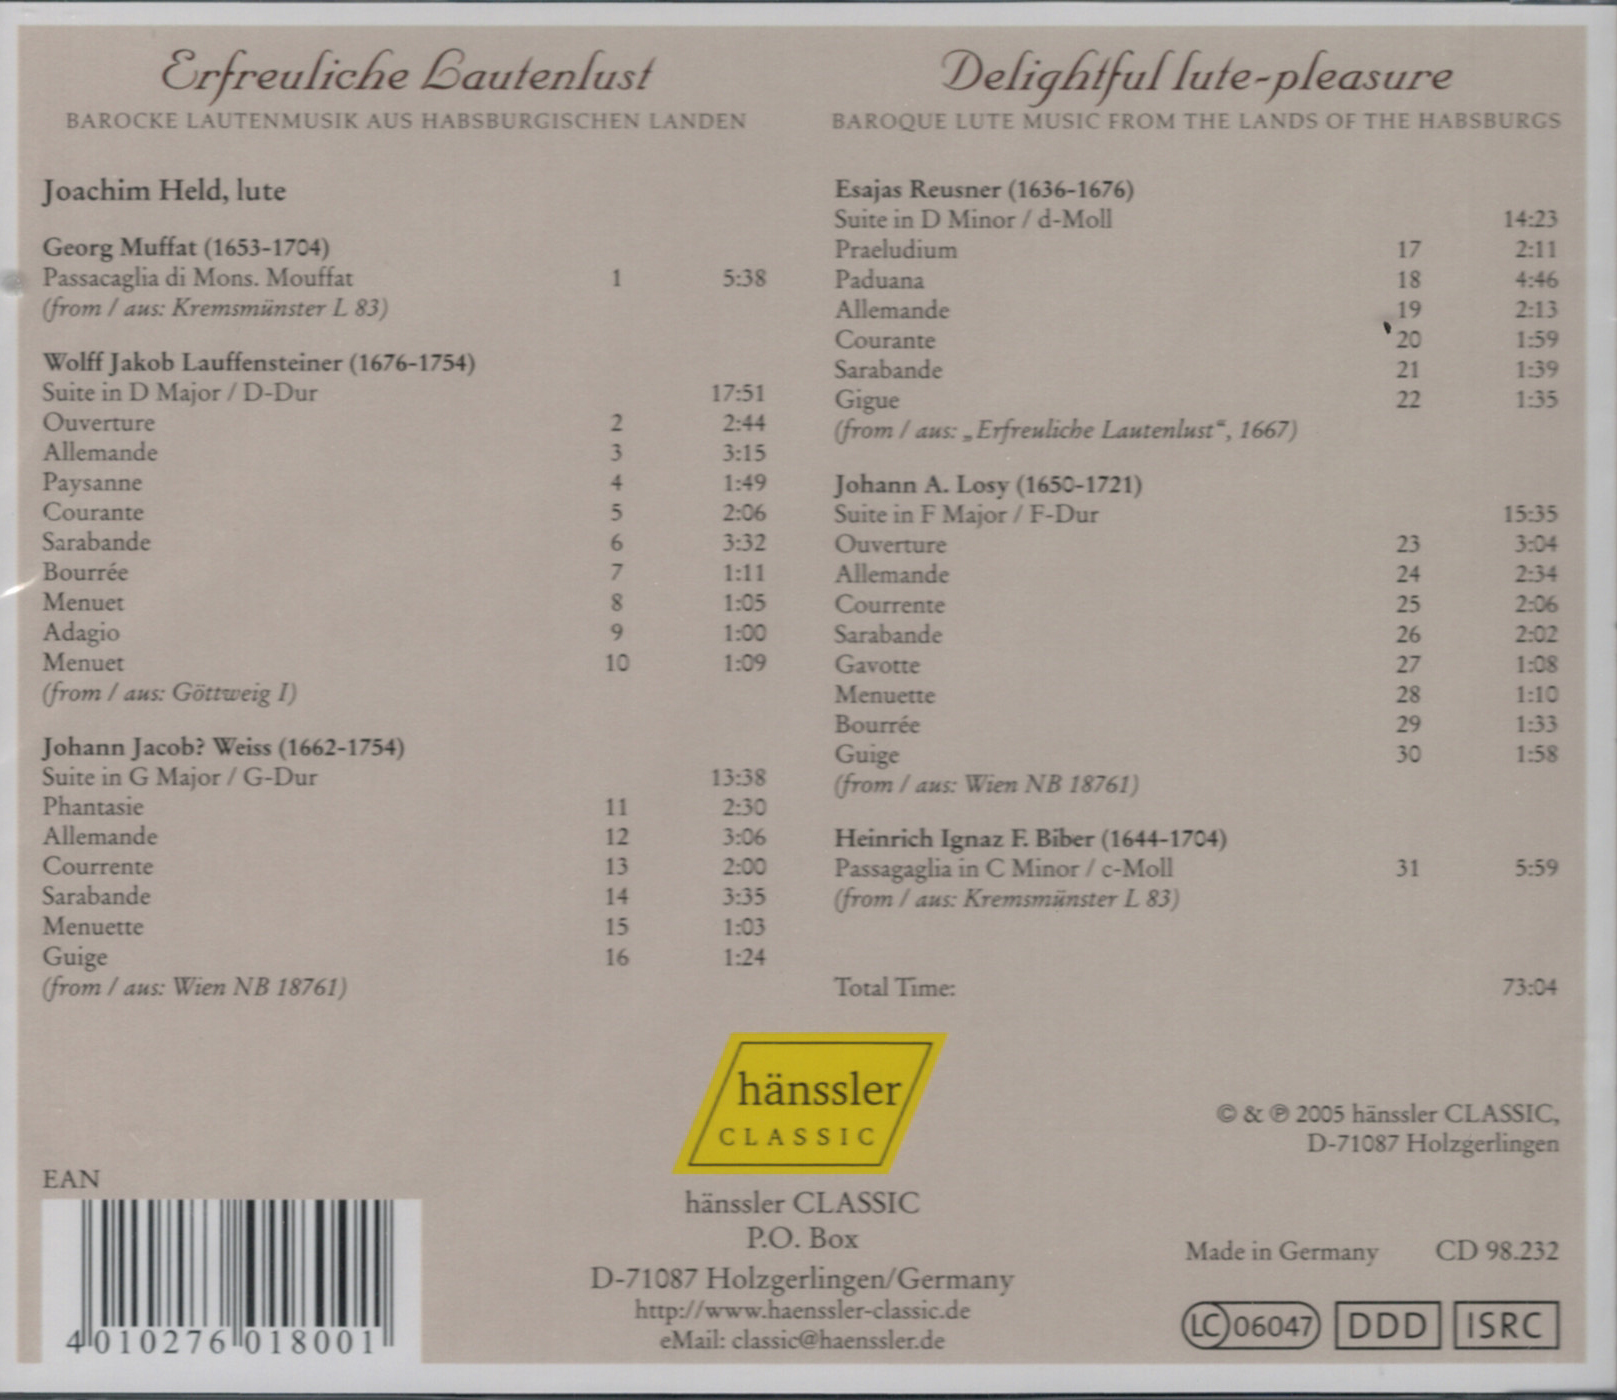 Erfreuliche Lautenlust
BAROCKE LAUTENMUSIK AUS HABSBURGISCHEN LANDEN
Joachim Held, lute
Georg Muffat (1653-1704)
Passacaglia di Mons. Mouffat 1 5:38
(from / aus: Kremsmünster L 83)
Wolff Jakob Lauffensteiner (1676-1754)
Suite in D Major / D-Dur 17:51
Ouverture 2 2:44
Allemande 3 3:15
Paysanne 4 1:49
Courante 5 2:06
Sarabande 6 3:32
Bourrée 7 1:11
Menuet 8 1:05
Adagio 9 1:00
Menuet 10 1:09
(from / aus: Göttweig I)
Johann Jacob? Weiss (1662-1754)
Suite in G Major / G-Dur 13:38
Phantasie 11 2:30
Allemande 12 3:06
Courrente 13 2:00
Sarabande 14 3:35
Menuette 15 1:03
Guige 16 1:24
(from / aus: Wien NB 18761)
Delightful lute-pleasure
BAROQUE LUTE MUSIC FROM THE LANDS OF THE HABSBURGS
Esajas Reusner (1636-1676)
Suite in D Minor / d-Moll 14:23
Praeludium 17 2:11
Paduana 18 4:46
Allemande 19 2:13
Courante 20 1:59
Sarabande 21 1:39
Gigue 22 1:35
(from / aus: „Erfreuliche Lautenlust“, 1667)
Johann A. Losy (1650-1721)
Suite in F Major / F-Dur 15:35
Ouverture 23 3:04
Allemande 24 2:34
Courrente 25 2:06
Sarabande 26 2:02
Gavotte 27 1:08
Menuette 28 1:10
Bourrée 29 1:33
Guige 30 1:58
(from / aus: Wien NB 18761)
Heinrich Ignaz F. Biber (1644-1704)
Passagaglia in C Minor / c-Moll 31 5:59
(from / aus: Kremsmünster L 83)
Total Time: 73:04
hänssler
CLASSIC
hänssler CLASSIC
P.O. Box
D-71087 Holzgerlingen/Germany
http://www.haenssler-classic.de
eMail: classic@haenssler.de
EAN
4 010276 018001
© & ℗ 2005 hänssler CLASSIC,
D-71087 Holzgerlingen
Made in Germany CD 98.232
LC 06047 DDD ISRC